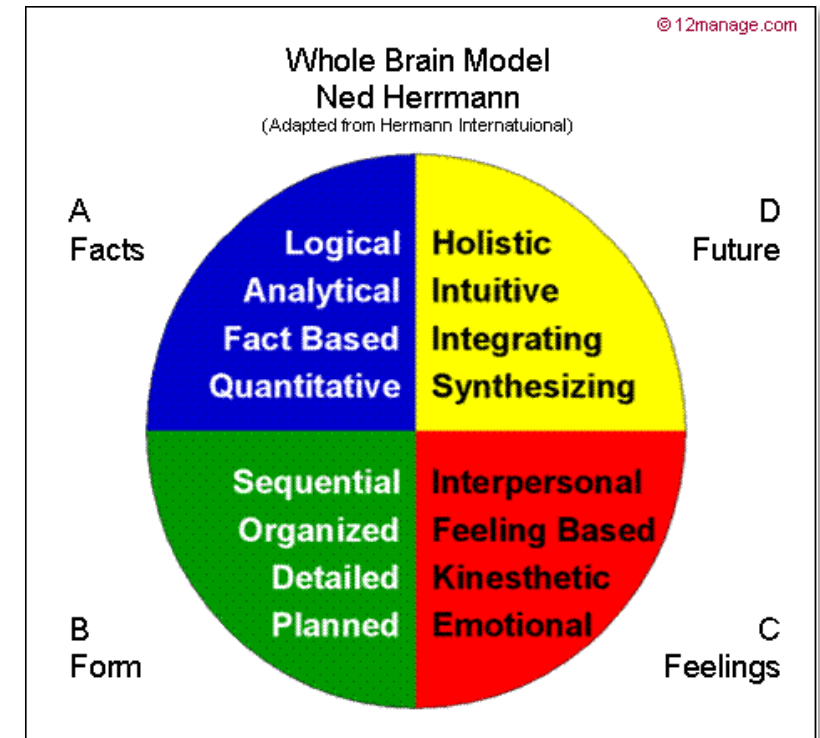 ©12manage.com
Whole Brain Model
Ned Herrmann
(Adapted from Hermann Internatuional)
A
Facts
D
Future
Logical
Analytical
Fact Based
Quantitative
Holistic
Intuitive
Integrating
Synthesizing
Sequential
Organized
Detailed
Planned
Interpersonal
Feeling Based
Kinesthetic
Emotional
B
Form
C
Feelings